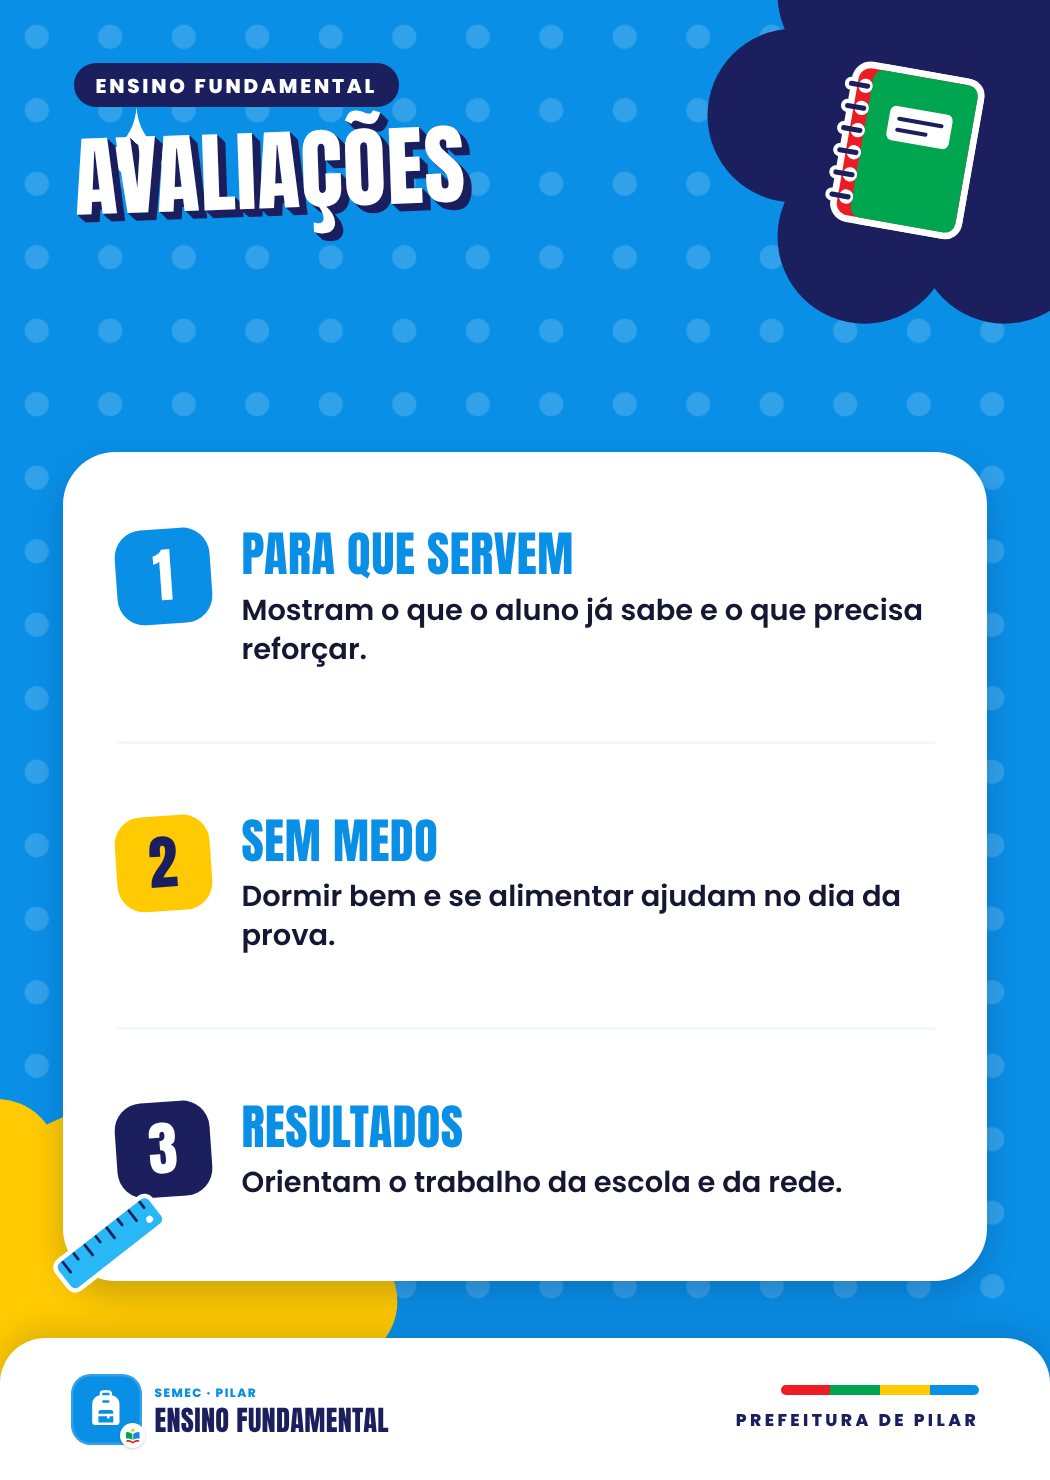 ENSINO FUNDAMENTAL
AVALIAÇÕES
1
PARA QUE SERVEM
Mostram o que o aluno já sabe e o que precisa
reforçar.
2
SEM MEDO
Dormir bem e se alimentar ajudam no dia da
prova.
3
RESULTADOS
Orientam o trabalho da escola e da rede.
SEMEC · PILAR
ENSINO FUNDAMENTAL
PREFEITURA DE PILAR